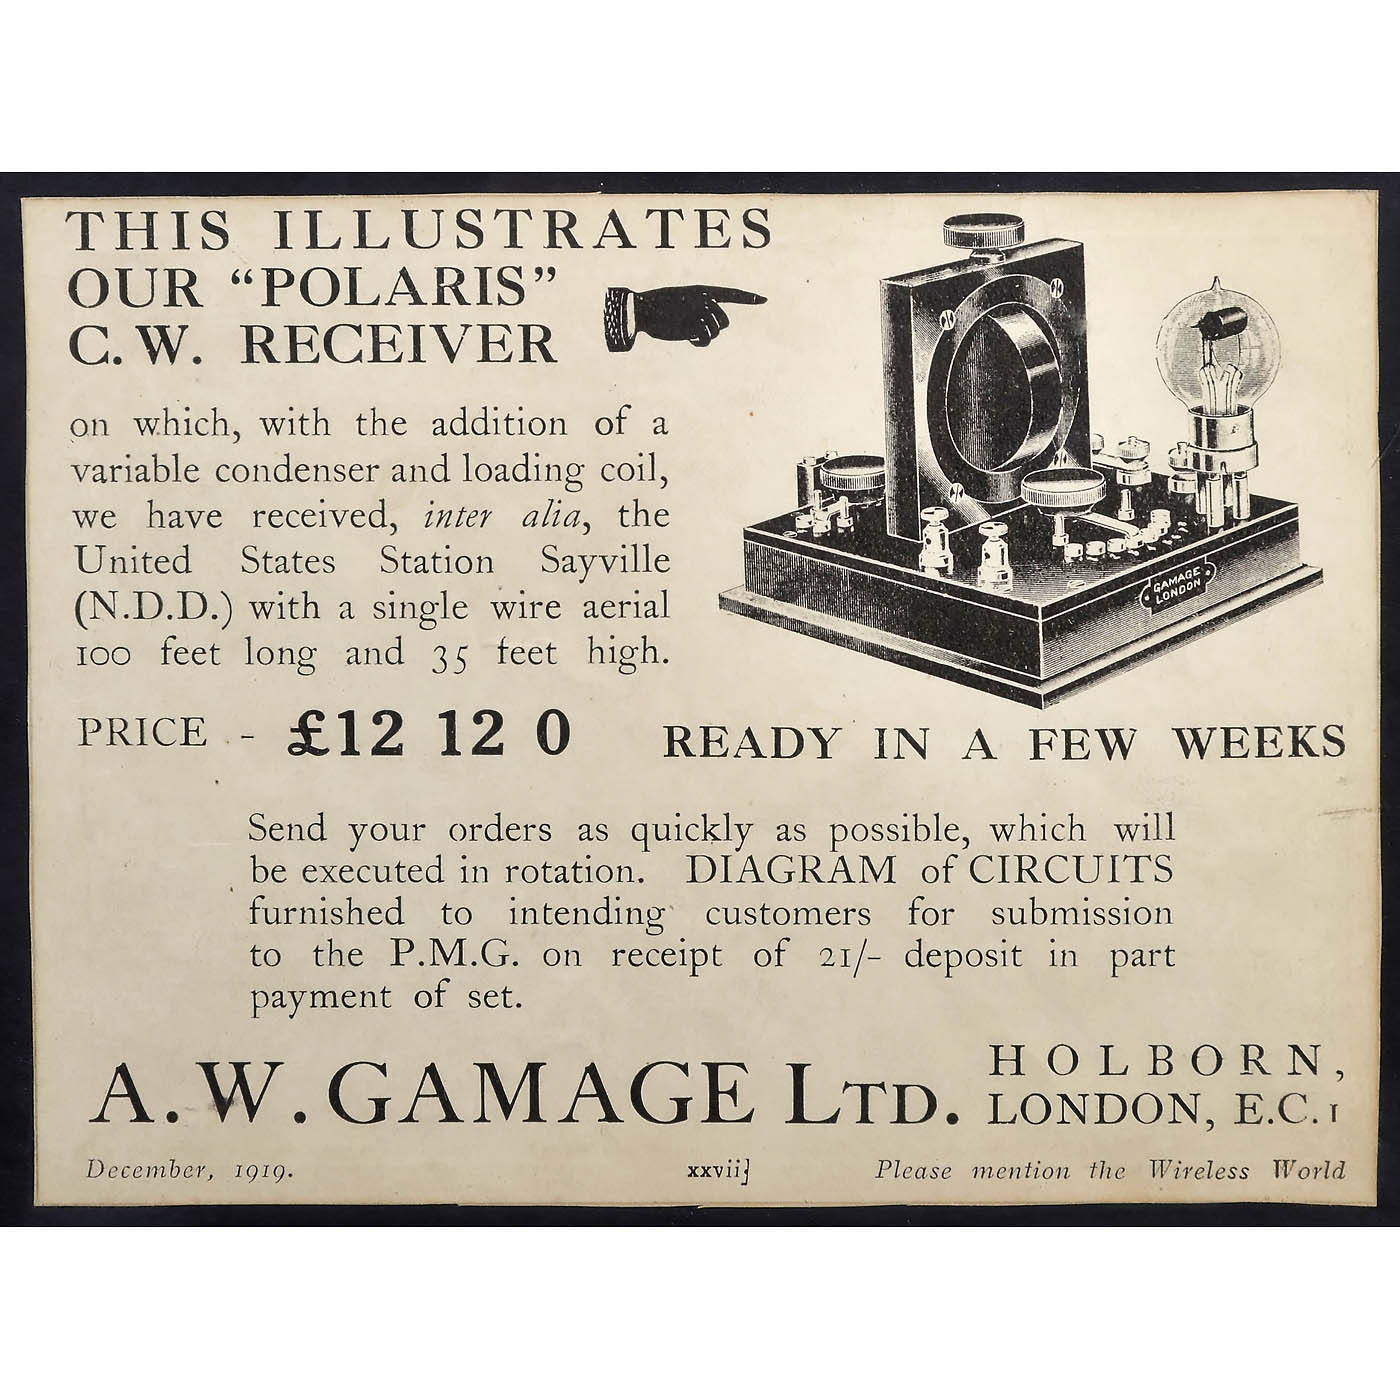 THIS ILLUSTRATES
OUR "POLARIS"
C. W. RECEIVER
on which, with the addition of a
variable condenser and loading coil,
we have received, inter alia, the
United States Station Sayville
(N.D.D.) with a single wire aerial
100 feet long and 35 feet high.
GAMAGE
LONDON
PRICE - £12 12 0 READY IN A FEW WEEKS
Send your orders as quickly as possible, which will
be executed in rotation. DIAGRAM of CIRCUITS
furnished to intending customers for submission
to the P.M.G. on receipt of 21/- deposit in part
payment of set.
A. W. GAMAGE LTD.
HOLBORN,
LONDON, E.C. 1
December, 1919. xxvii} Please mention the Wireless World